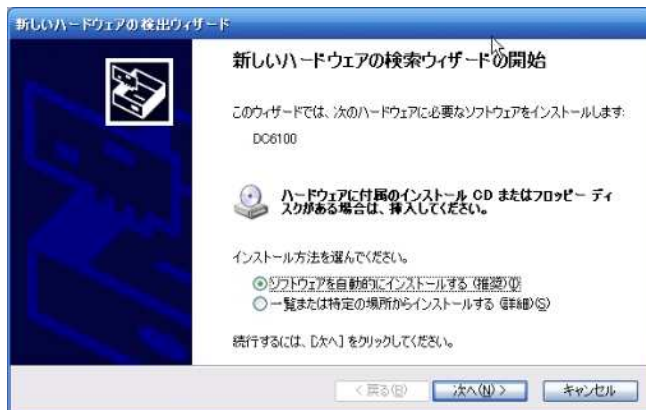 新しいハードウェアの検出ウィザード
新しいハードウェアの検索ウィザードの開始
このウィザードでは、次のハードウェアに必要なソフトウェアをインストールします:
DC6100
ハードウェアに付属のインストール CD またはフロッピー ディ
スクがある場合は、挿入してください。
インストール方法を選んでください。
ソフトウェアを自動的にインストールする (推奨)(I)
一覧または特定の場所からインストールする (詳細)(S)
続行するには、[次へ] をクリックしてください。
< 戻る(B) 次へ(N) > キャンセル